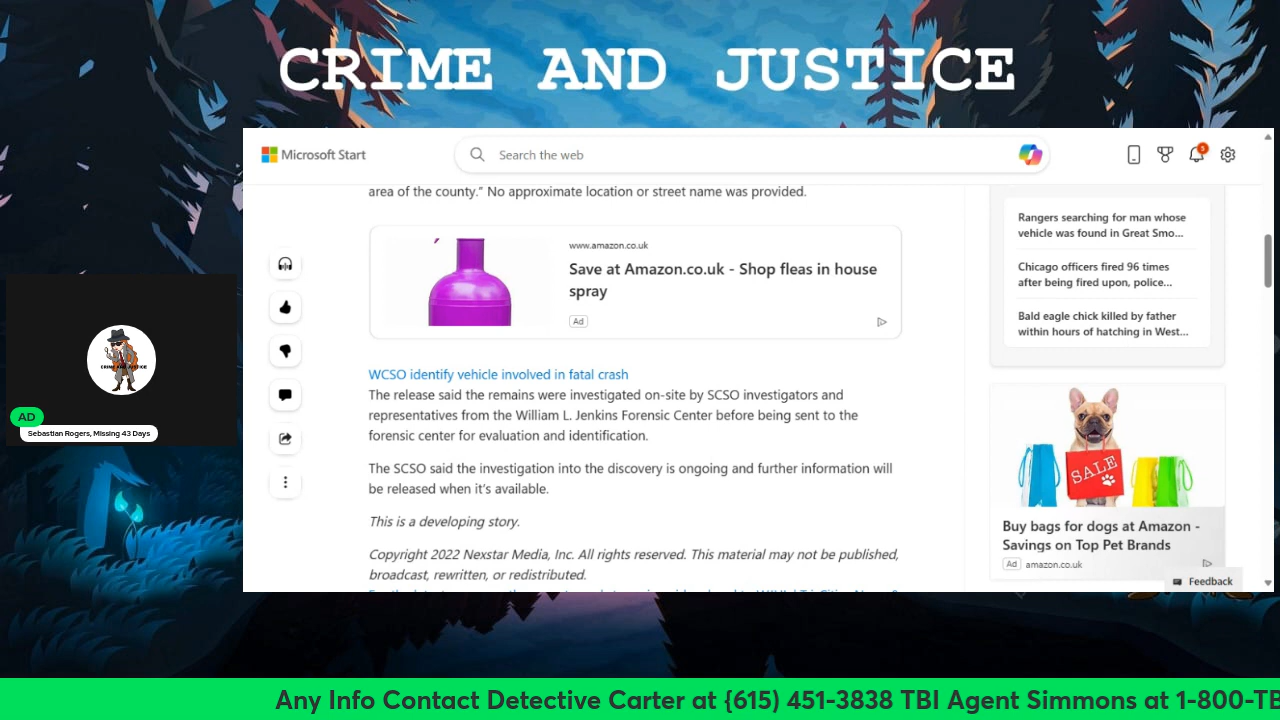 CRIME AND JUSTICE
Microsoft Start
Search the web
5
area of the county.” No approximate location or street name was provided.
www.amazon.co.uk
Save at Amazon.co.uk - Shop fleas in house
spray
Ad
WCSO identify vehicle involved in fatal crash
The release said the remains were investigated on-site by SCSO investigators and
representatives from the William L. Jenkins Forensic Center before being sent to the
forensic center for evaluation and identification.
The SCSO said the investigation into the discovery is ongoing and further information will
be released when it’s available.
This is a developing story.
Copyright 2022 Nexstar Media, Inc. All rights reserved. This material may not be published,
broadcast, rewritten, or redistributed.
Rangers searching for man whose
vehicle was found in Great Smo...
Chicago officers fired 96 times
after being fired upon, police...
Bald eagle chick killed by father
within hours of hatching in West...
SALE
Buy bags for dogs at Amazon -
Savings on Top Pet Brands
Ad amazon.co.uk
Feedback
CRIME AND JUSTICE
AD
Sebastian Rogers, Missing 43 Days
Any Info Contact Detective Carter at {615) 451-3838 TBI Agent Simmons at 1-800-TB